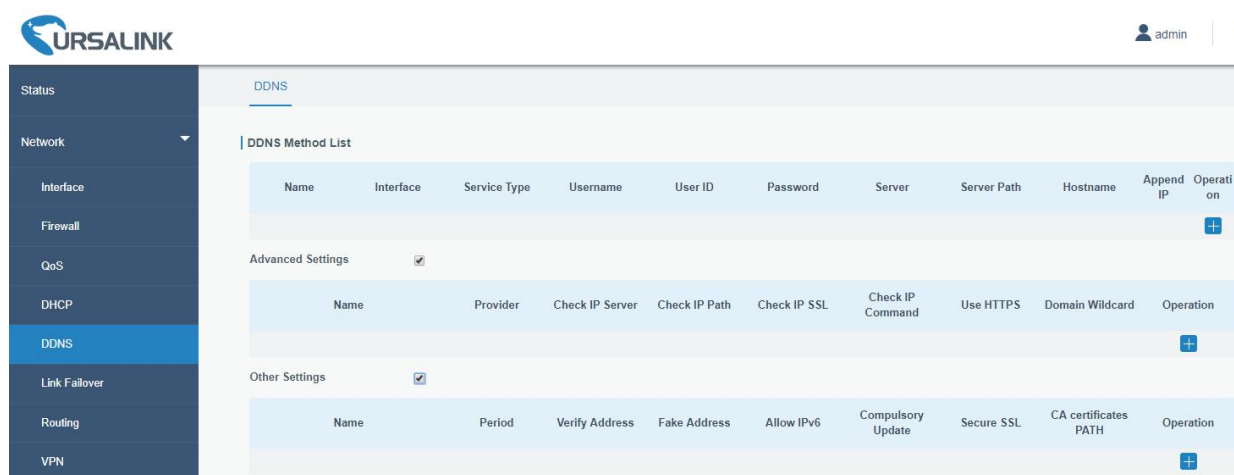 URSALINK
admin
Status
DDNS
Network
DDNS Method List
Interface
Name Interface Service Type Username User ID Password Server Server Path Hostname Append IP Operati on
Firewall
QoS
Advanced Settings
DHCP
Name Provider Check IP Server Check IP Path Check IP SSL Check IP Command Use HTTPS Domain Wildcard Operation
DDNS
Link Failover
Other Settings
Routing
Name Period Verify Address Fake Address Allow IPv6 Compulsory Update Secure SSL CA certificates PATH Operation
VPN